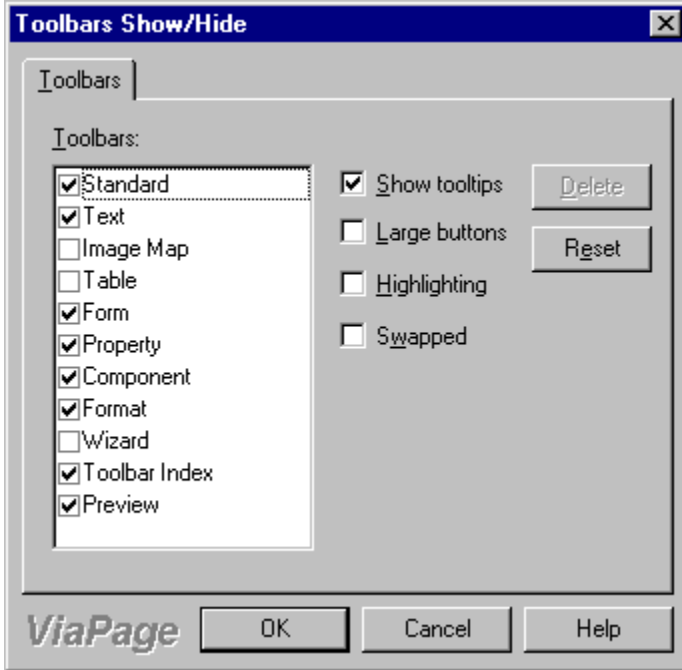 Toolbars Show/Hide
Toolbars
Toolbars:
Standard
Text
Image Map
Table
Form
Property
Component
Format
Wizard
Toolbar Index
Preview
Show tooltips
Large buttons
Highlighting
Swapped
Delete
Reset
ViaPage
OK
Cancel
Help